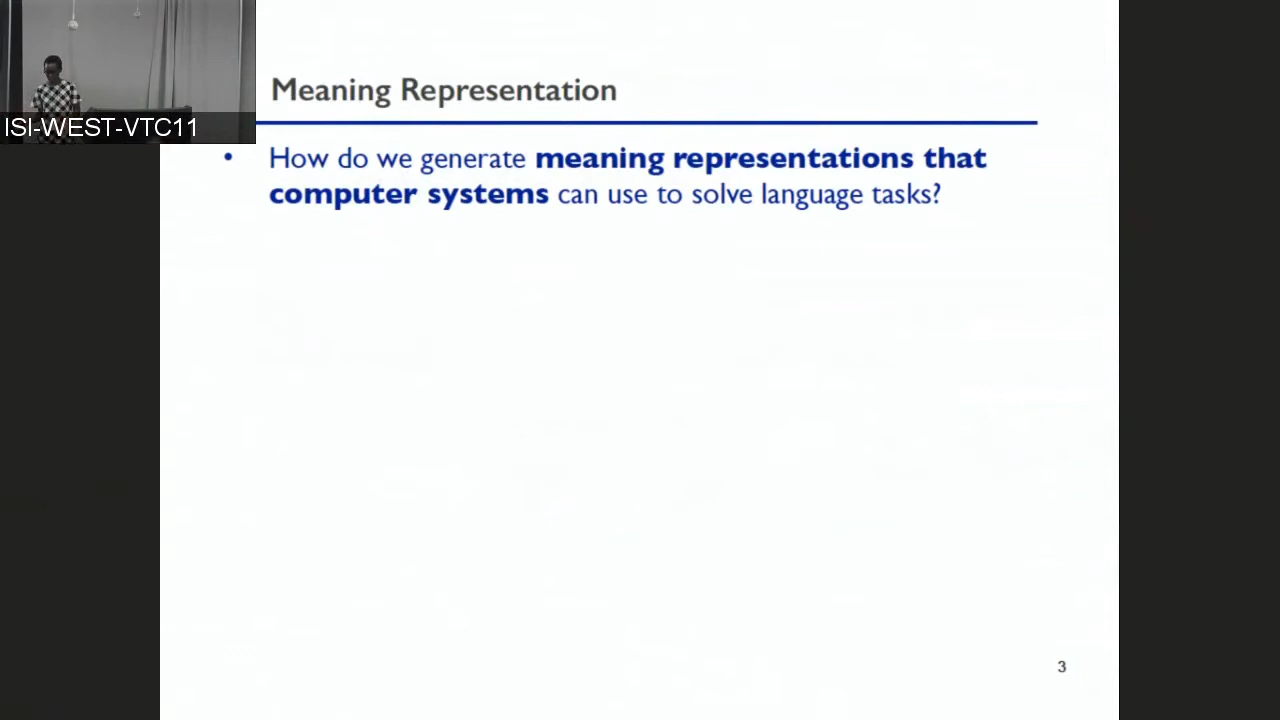 Meaning Representation
ISI-WEST-VTC11
• How do we generate meaning representations that
computer systems can use to solve language tasks?
3